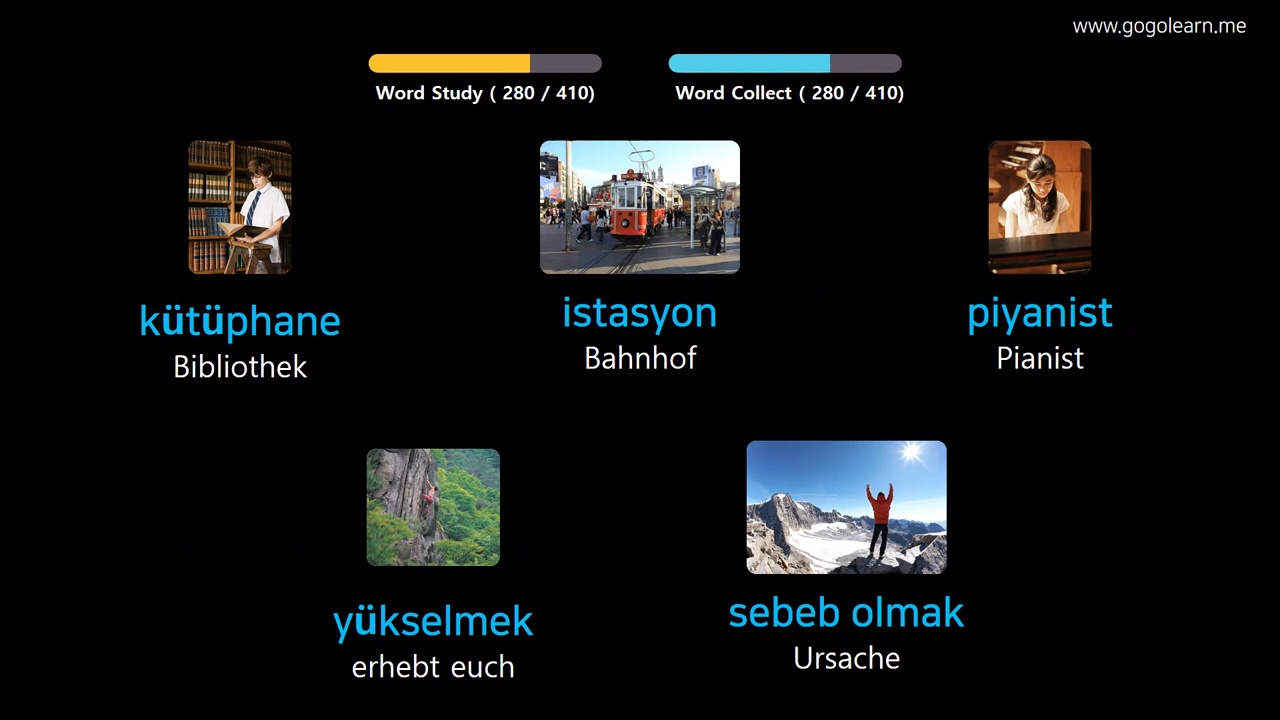 www.gogolearn.me
Word Study ( 280 / 410)
Word Collect ( 280 / 410)
kütüphane
Bibliothek
istasyon
Bahnhof
piyanist
Pianist
yükselmek
erhebt euch
sebeb olmak
Ursache